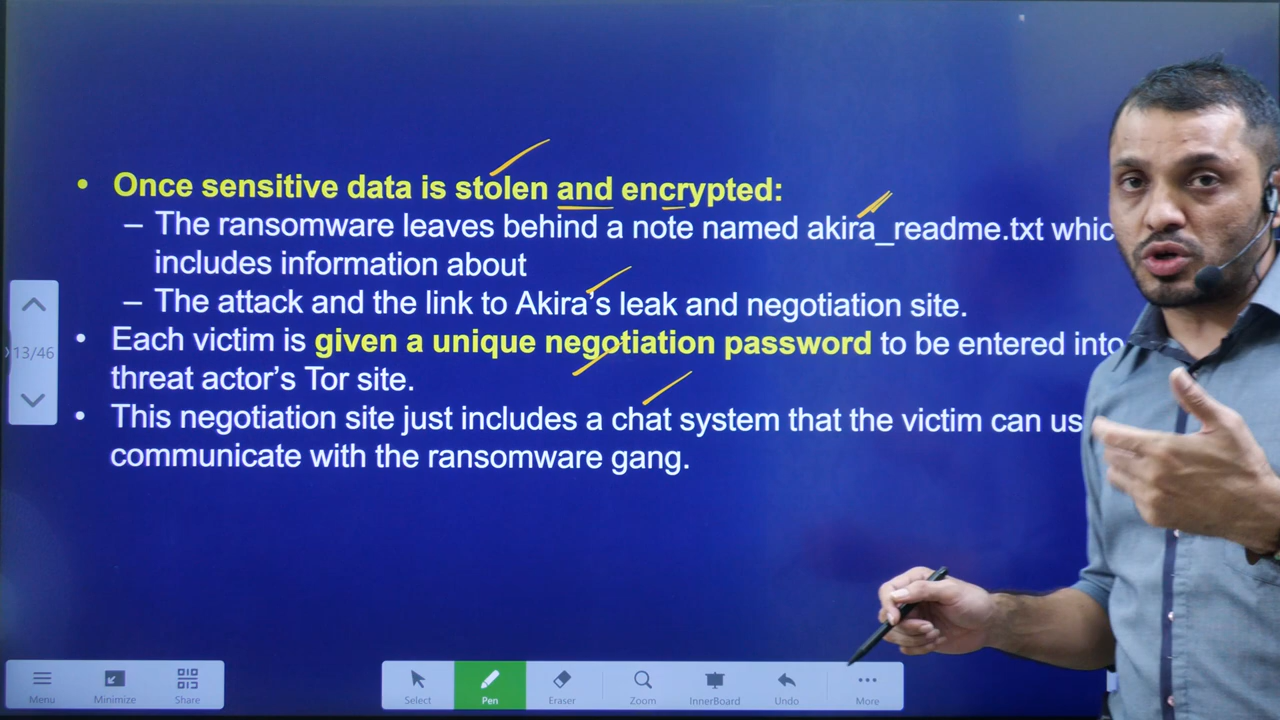 • Once sensitive data is stolen and encrypted:
– The ransomware leaves behind a note named akira_readme.txt
includes information about
– The attack and the link to Akira's leak and negotiation site.
• Each victim is given a unique negotiation password to be entered into
threat actor's Tor site.
• This negotiation site just includes a chat system that the victim can
communicate with the ransomware gang.
13/46
Menu Minimize Share Select Pen Eraser Zoom InnerBoard Undo More